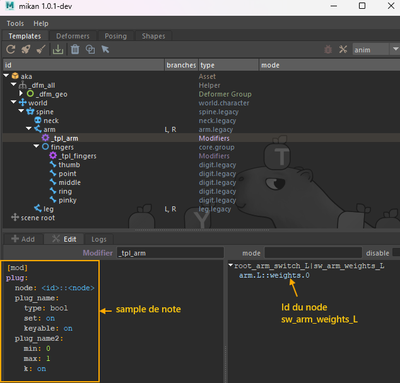 mikan 1.0.1-dev
Templates Deformers Posing Shapes
anim
id branches type mode
aka Asset
_dfm_all Helper
_dfm_geo Deformer Group
world world.character
spine spine.legacy
neck neck.legacy
arm L, R arm.legacy
_tpl_arm Modifiers
fingers core.group
_tpl_fingers Modifiers
thumb digit.legacy
point digit.legacy
middle digit.legacy
ring digit.legacy
pinky digit.legacy
leg L, R leg.legacy
scene root
T
Y
Add Edit Logs
Modifier _tpl_arm mode disable
[mod]
plug:
node: <id>::<node>
plug_name:
type: bool
set: on
keyable: on
plug_name2:
min: 0
max: 1
k: on
sample de note
root_arm_switch_L|sw_arm_weights_L
arm.L::weights.0
Id du node
sw_arm_weights_L